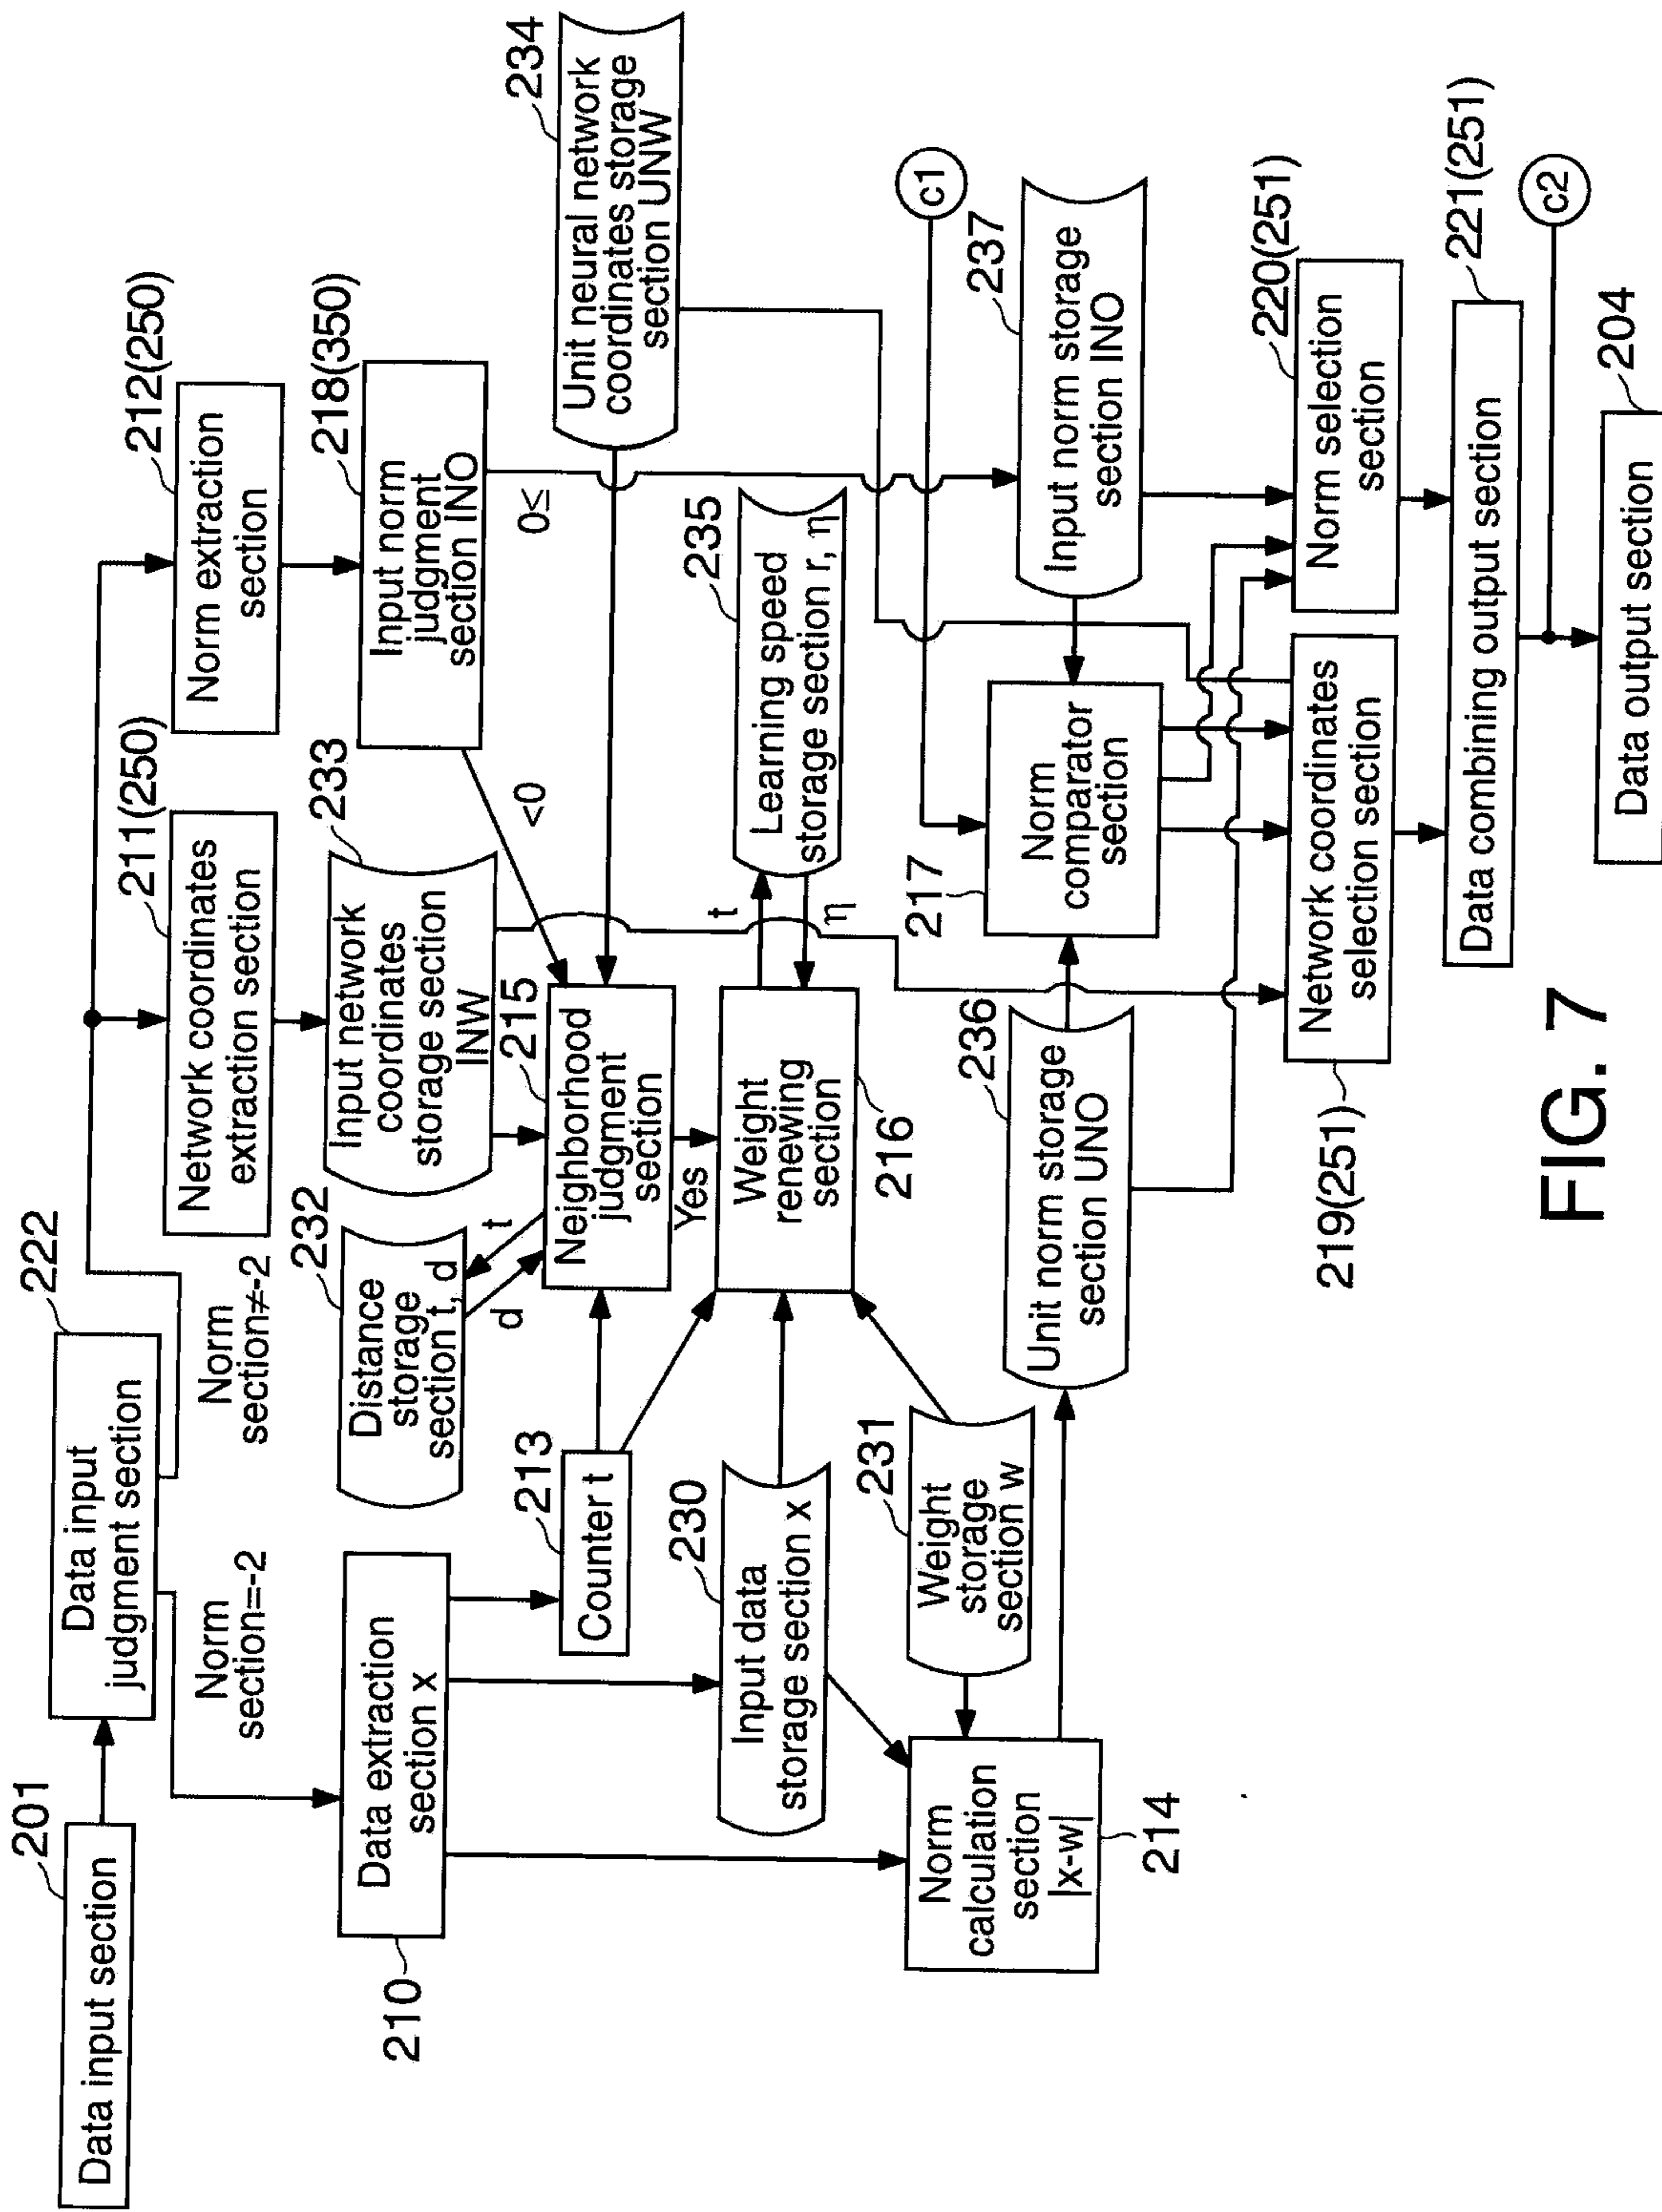 201
Data input section
222
Data input
judgment section
Norm
section=-2
Norm
section≠-2
211(250)
Network coordinates
extraction section
212(250)
Norm extraction
section
210
Data extraction
section x
232
Distance
storage
section t, d
233
Input network
coordinates
storage section
INW
218(350)
Input norm
judgment
section INO
<0
0≤
234
Unit neural network
coordinates storage
section UNW
213
Counter t
t
d
215
Neighborhood
judgment
section
Yes
230
Input data
storage section x
Weight
renewing
section
216
t
η
235
Learning speed
storage section r, η
c1
Norm
calculation
section
|x-w|
214
231
Weight
storage
section w
236
Unit norm storage
section UNO
217
Norm
comparator
section
237
Input norm storage
section INO
219(251)
Network coordinates
selection section
220(251)
Norm selection
section
221(251)
Data combining output section
c2
204
Data output section
FIG. 7